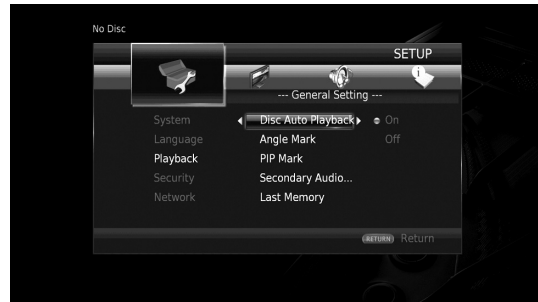 No Disc
SETUP
--- General Setting ---
System
Language
Playback
Security
Network
Disc Auto Playback
Angle Mark
PIP Mark
Secondary Audio...
Last Memory
On
Off
RETURN Return